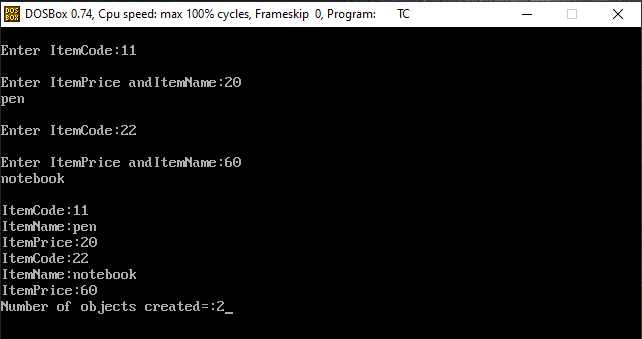 DOS
BOX
DOSBox 0.74, Cpu speed: max 100% cycles, Frameskip 0, Program: TC
Enter ItemCode:11
Enter ItemPrice andItemName:20
pen
Enter ItemCode:22
Enter ItemPrice andItemName:60
notebook
ItemCode:11
ItemName:pen
ItemPrice:20
ItemCode:22
ItemName:notebook
ItemPrice:60
Number of objects created=:2_